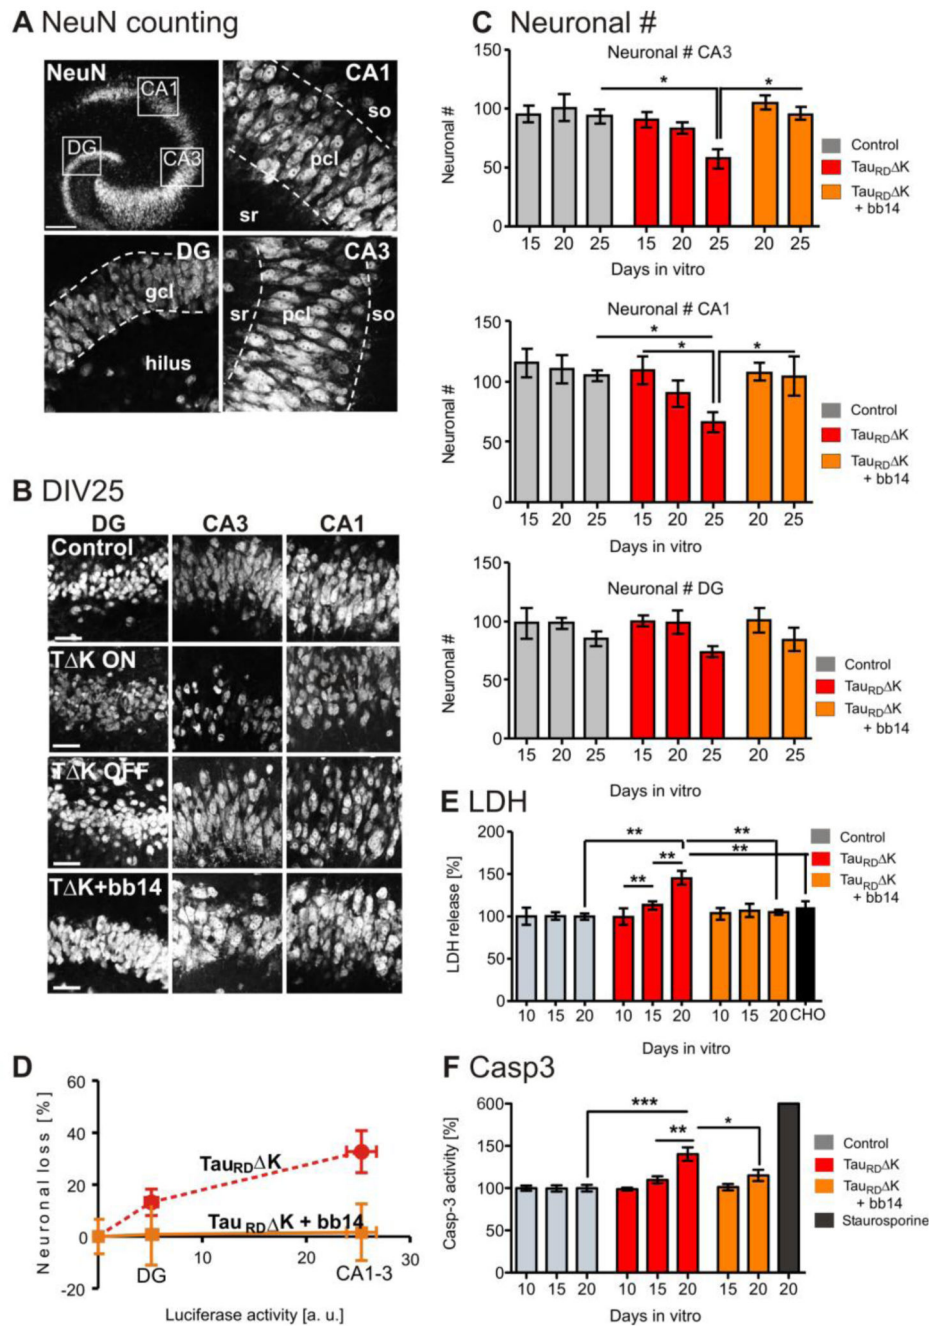 A NeuN counting
NeuN
CA1
DG
CA3
CA1
so
pcl
sr
DG
gcl
hilus
CA3
sr
pcl
so
B DIV25
DG CA3 CA1
Control
TΔK ON
TΔK OFF
TΔK+bb14
C Neuronal #
Neuronal # CA3
150
100
50
0
Neuronal #
* *
15 20 25 15 20 25 20 25
Days in vitro
Control
TauRDΔK
TauRDΔK
+ bb14
Neuronal # CA1
150
100
50
0
Neuronal #
*
* *
15 20 25 15 20 25 20 25
Days in vitro
Control
TauRDΔK
TauRDΔK
+ bb14
Neuronal # DG
150
100
50
0
Neuronal #
15 20 25 15 20 25 20 25
Days in vitro
Control
TauRDΔK
TauRDΔK
+ bb14
D
Neuronal loss [%]
60
40
20
0
-20
TauRDΔK
TauRDΔK + bb14
10 20 30
DG CA1-3
Luciferase activity [a. u.]
E LDH
200
150
100
50
0
LDH release [%]
** **
**
** **
10 15 20 10 15 20 10 15 20 CHO
Days in vitro
Control
TauRDΔK
TauRDΔK
+ bb14
F Casp3
600
150
100
50
0
Casp-3 activity [%]
***
** *
10 15 20 10 15 20 15 20 20
Days in vitro
Control
TauRDΔK
TauRDΔK
+ bb14
Staurosporine